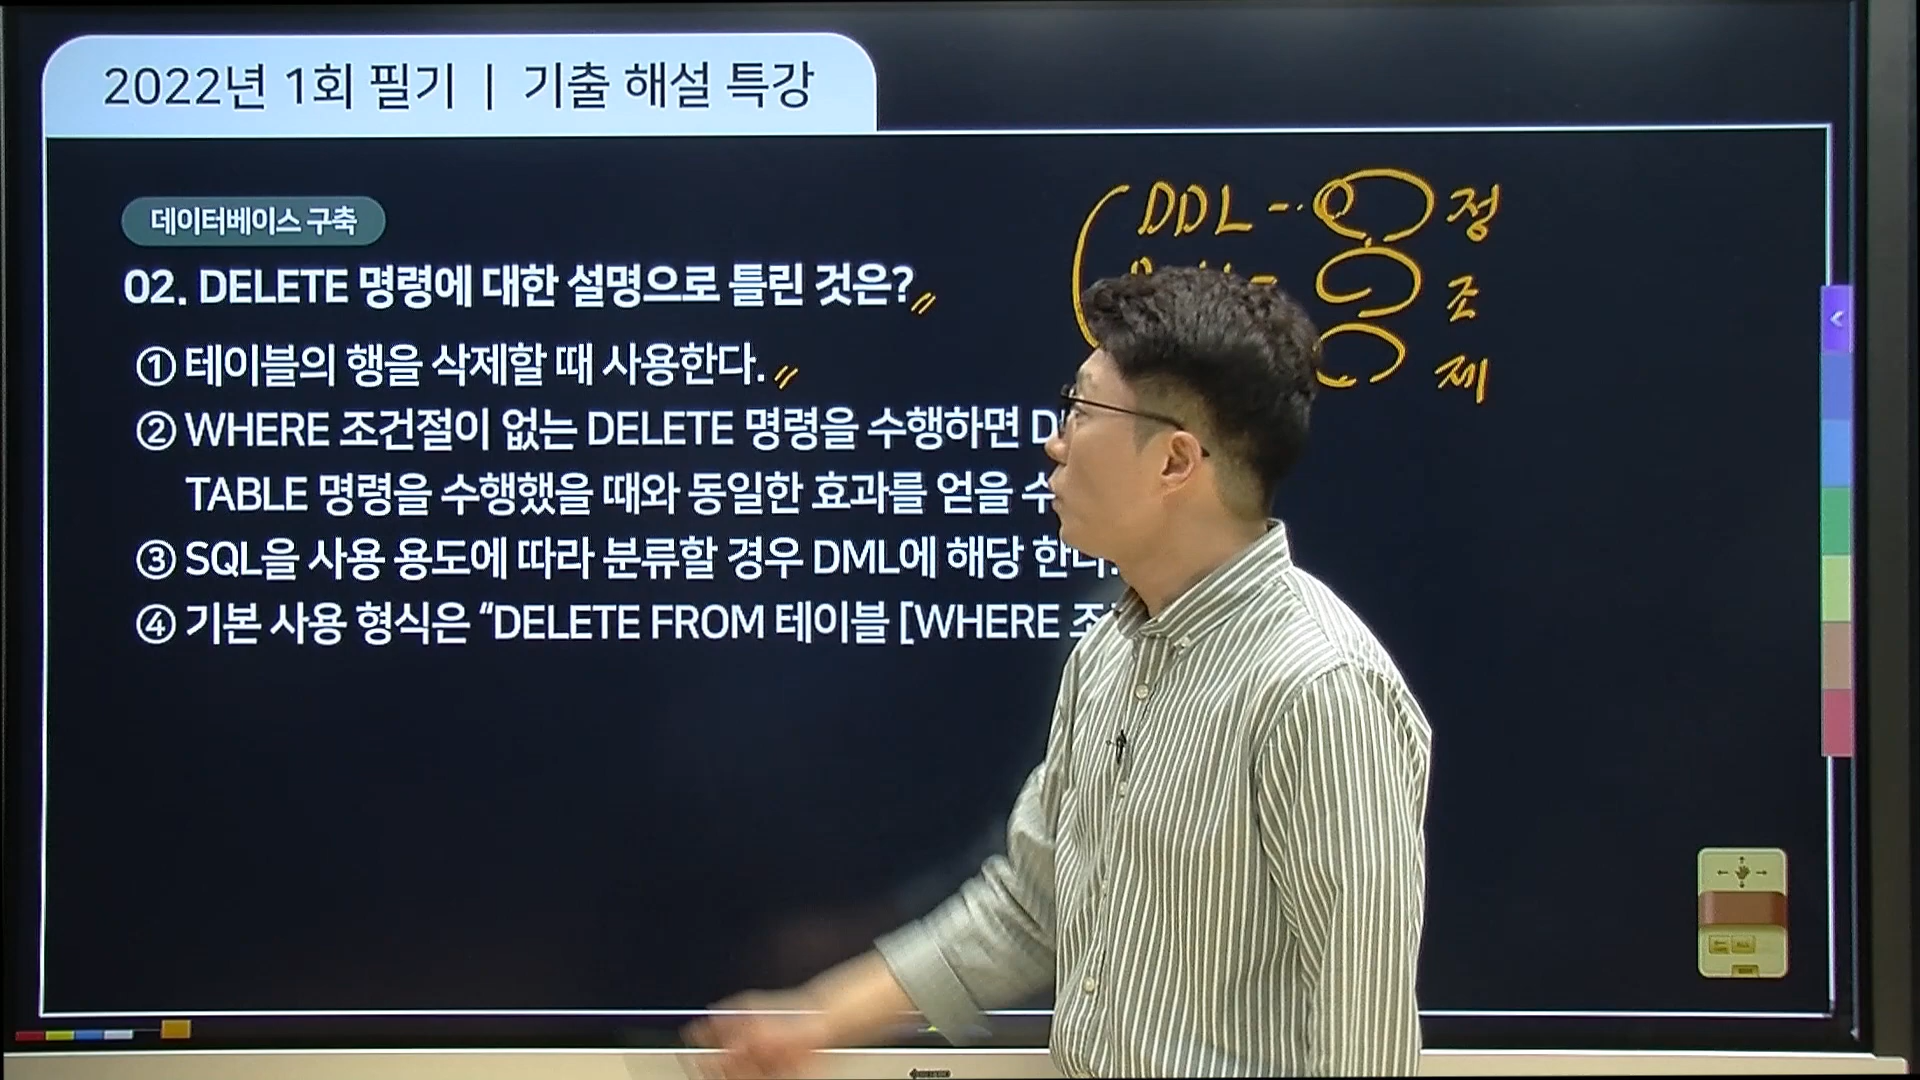 2022년 1회 필기 | 기출 해설 특강
데이터베이스 구축
02. DELETE 명령에 대한 설명으로 틀린 것은?
① 테이블의 행을 삭제할 때 사용한다.
② WHERE 조건절이 없는 DELETE 명령을 수행하면
TABLE 명령을 수행했을 때와 동일한 효과를 얻을 수
③ SQL을 사용 용도에 따라 분류할 경우 DML에 해당 한다.
④ 기본 사용 형식은 “DELETE FROM 테이블 [WHERE
DDL - 정
조
제